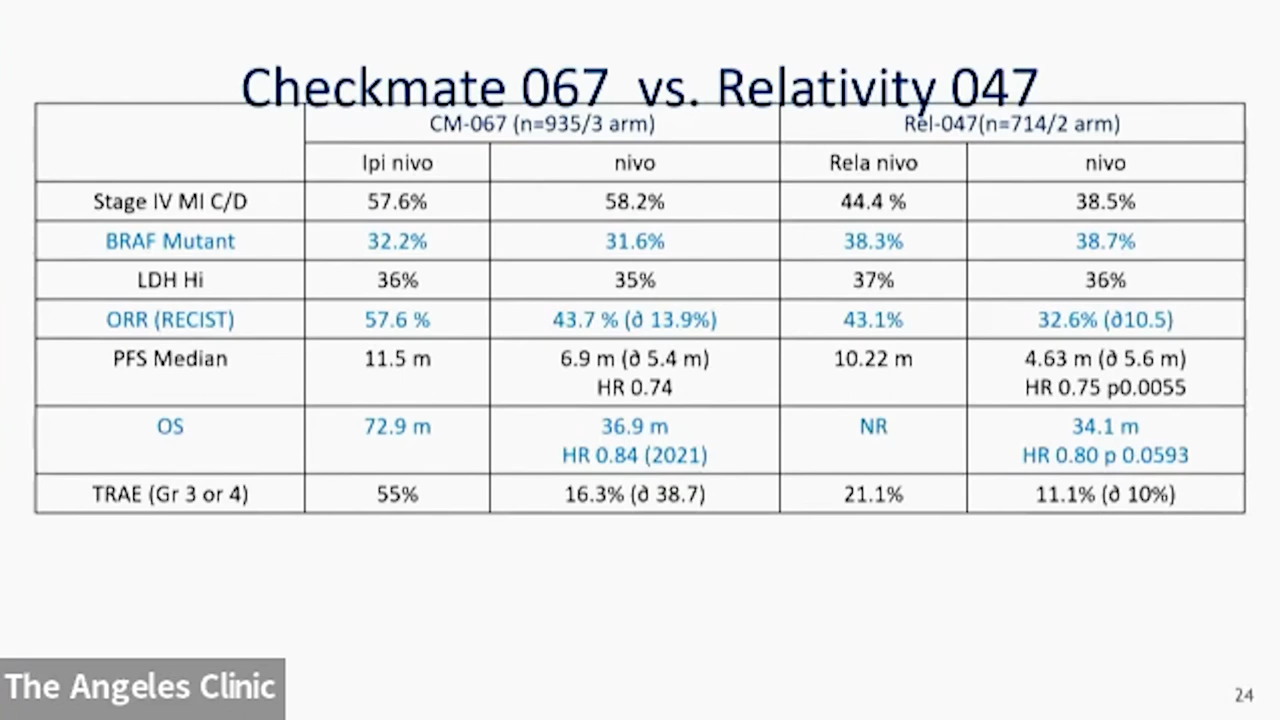 Checkmate 067 vs. Relativity 047
CM-067 (n=935/3 arm) Rel-047(n=714/2 arm)
Ipi nivo nivo Rela nivo nivo
Stage IV MI C/D 57.6% 58.2% 44.4 % 38.5%
BRAF Mutant 32.2% 31.6% 38.3% 38.7%
LDH Hi 36% 35% 37% 36%
ORR (RECIST) 57.6 % 43.7 % (∂ 13.9%) 43.1% 32.6% (∂10.5)
PFS Median 11.5 m 6.9 m (∂ 5.4 m) 10.22 m 4.63 m (∂ 5.6 m)
HR 0.74 HR 0.75 p0.0055
OS 72.9 m 36.9 m NR 34.1 m
HR 0.84 (2021) HR 0.80 p 0.0593
TRAE (Gr 3 or 4) 55% 16.3% (∂ 38.7) 21.1% 11.1% (∂ 10%)
The Angeles Clinic
24